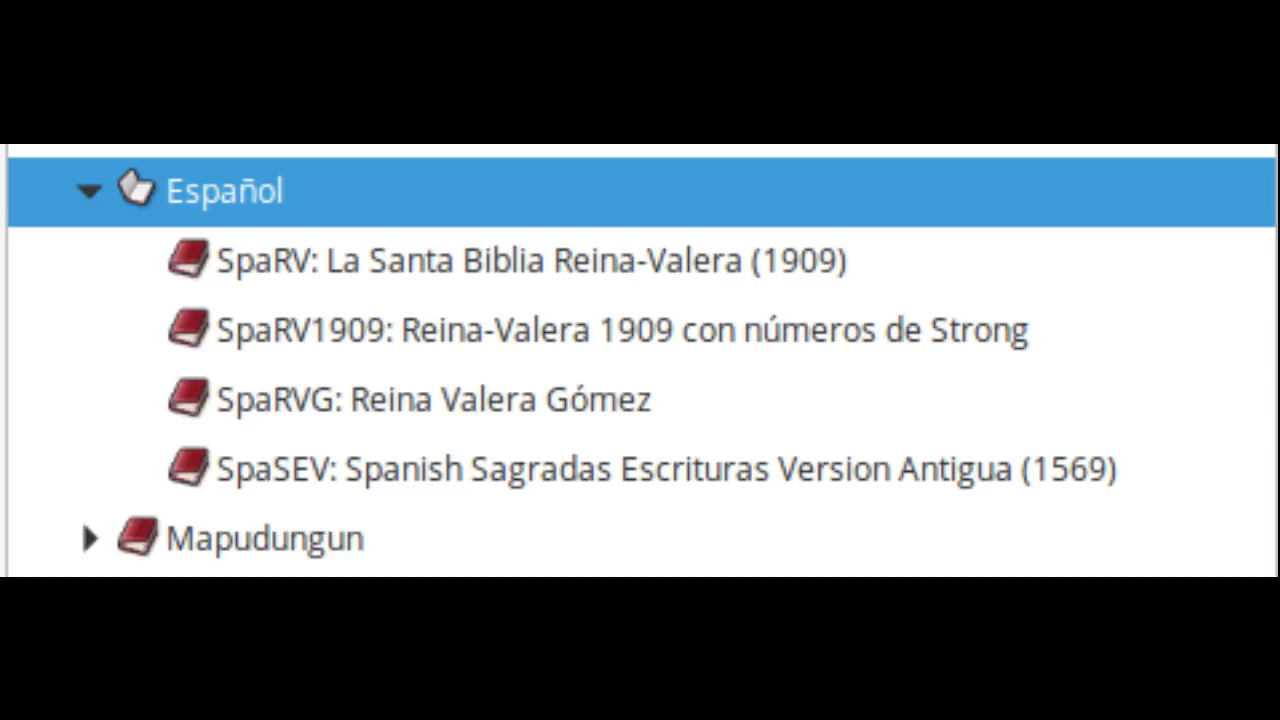 Español
SpaRV: La Santa Biblia Reina-Valera (1909)
SpaRV1909: Reina-Valera 1909 con números de Strong
SpaRVG: Reina Valera Gómez
SpaSEV: Spanish Sagradas Escrituras Version Antigua (1569)
Mapudungun